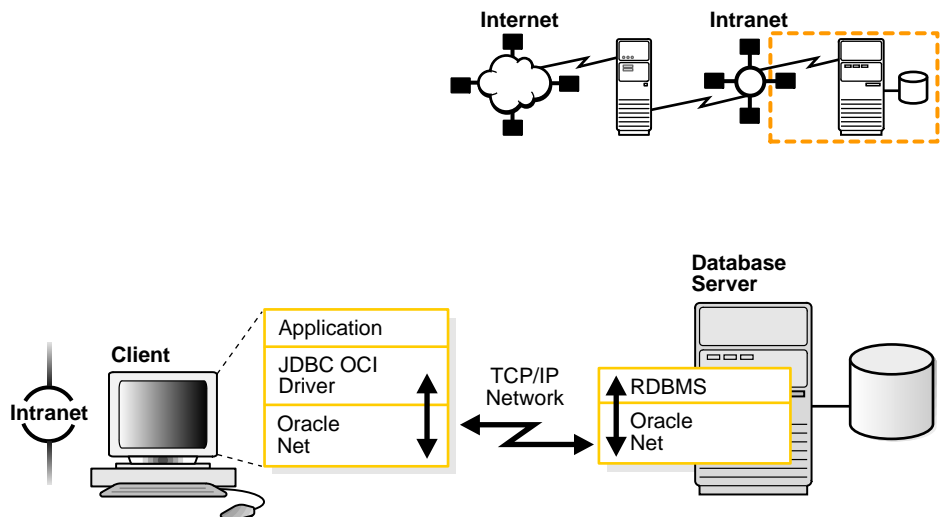 Internet
Intranet
Database
Server
Client
Intranet
Application
JDBC OCI
Driver
Oracle
Net
TCP/IP
Network
RDBMS
Oracle
Net